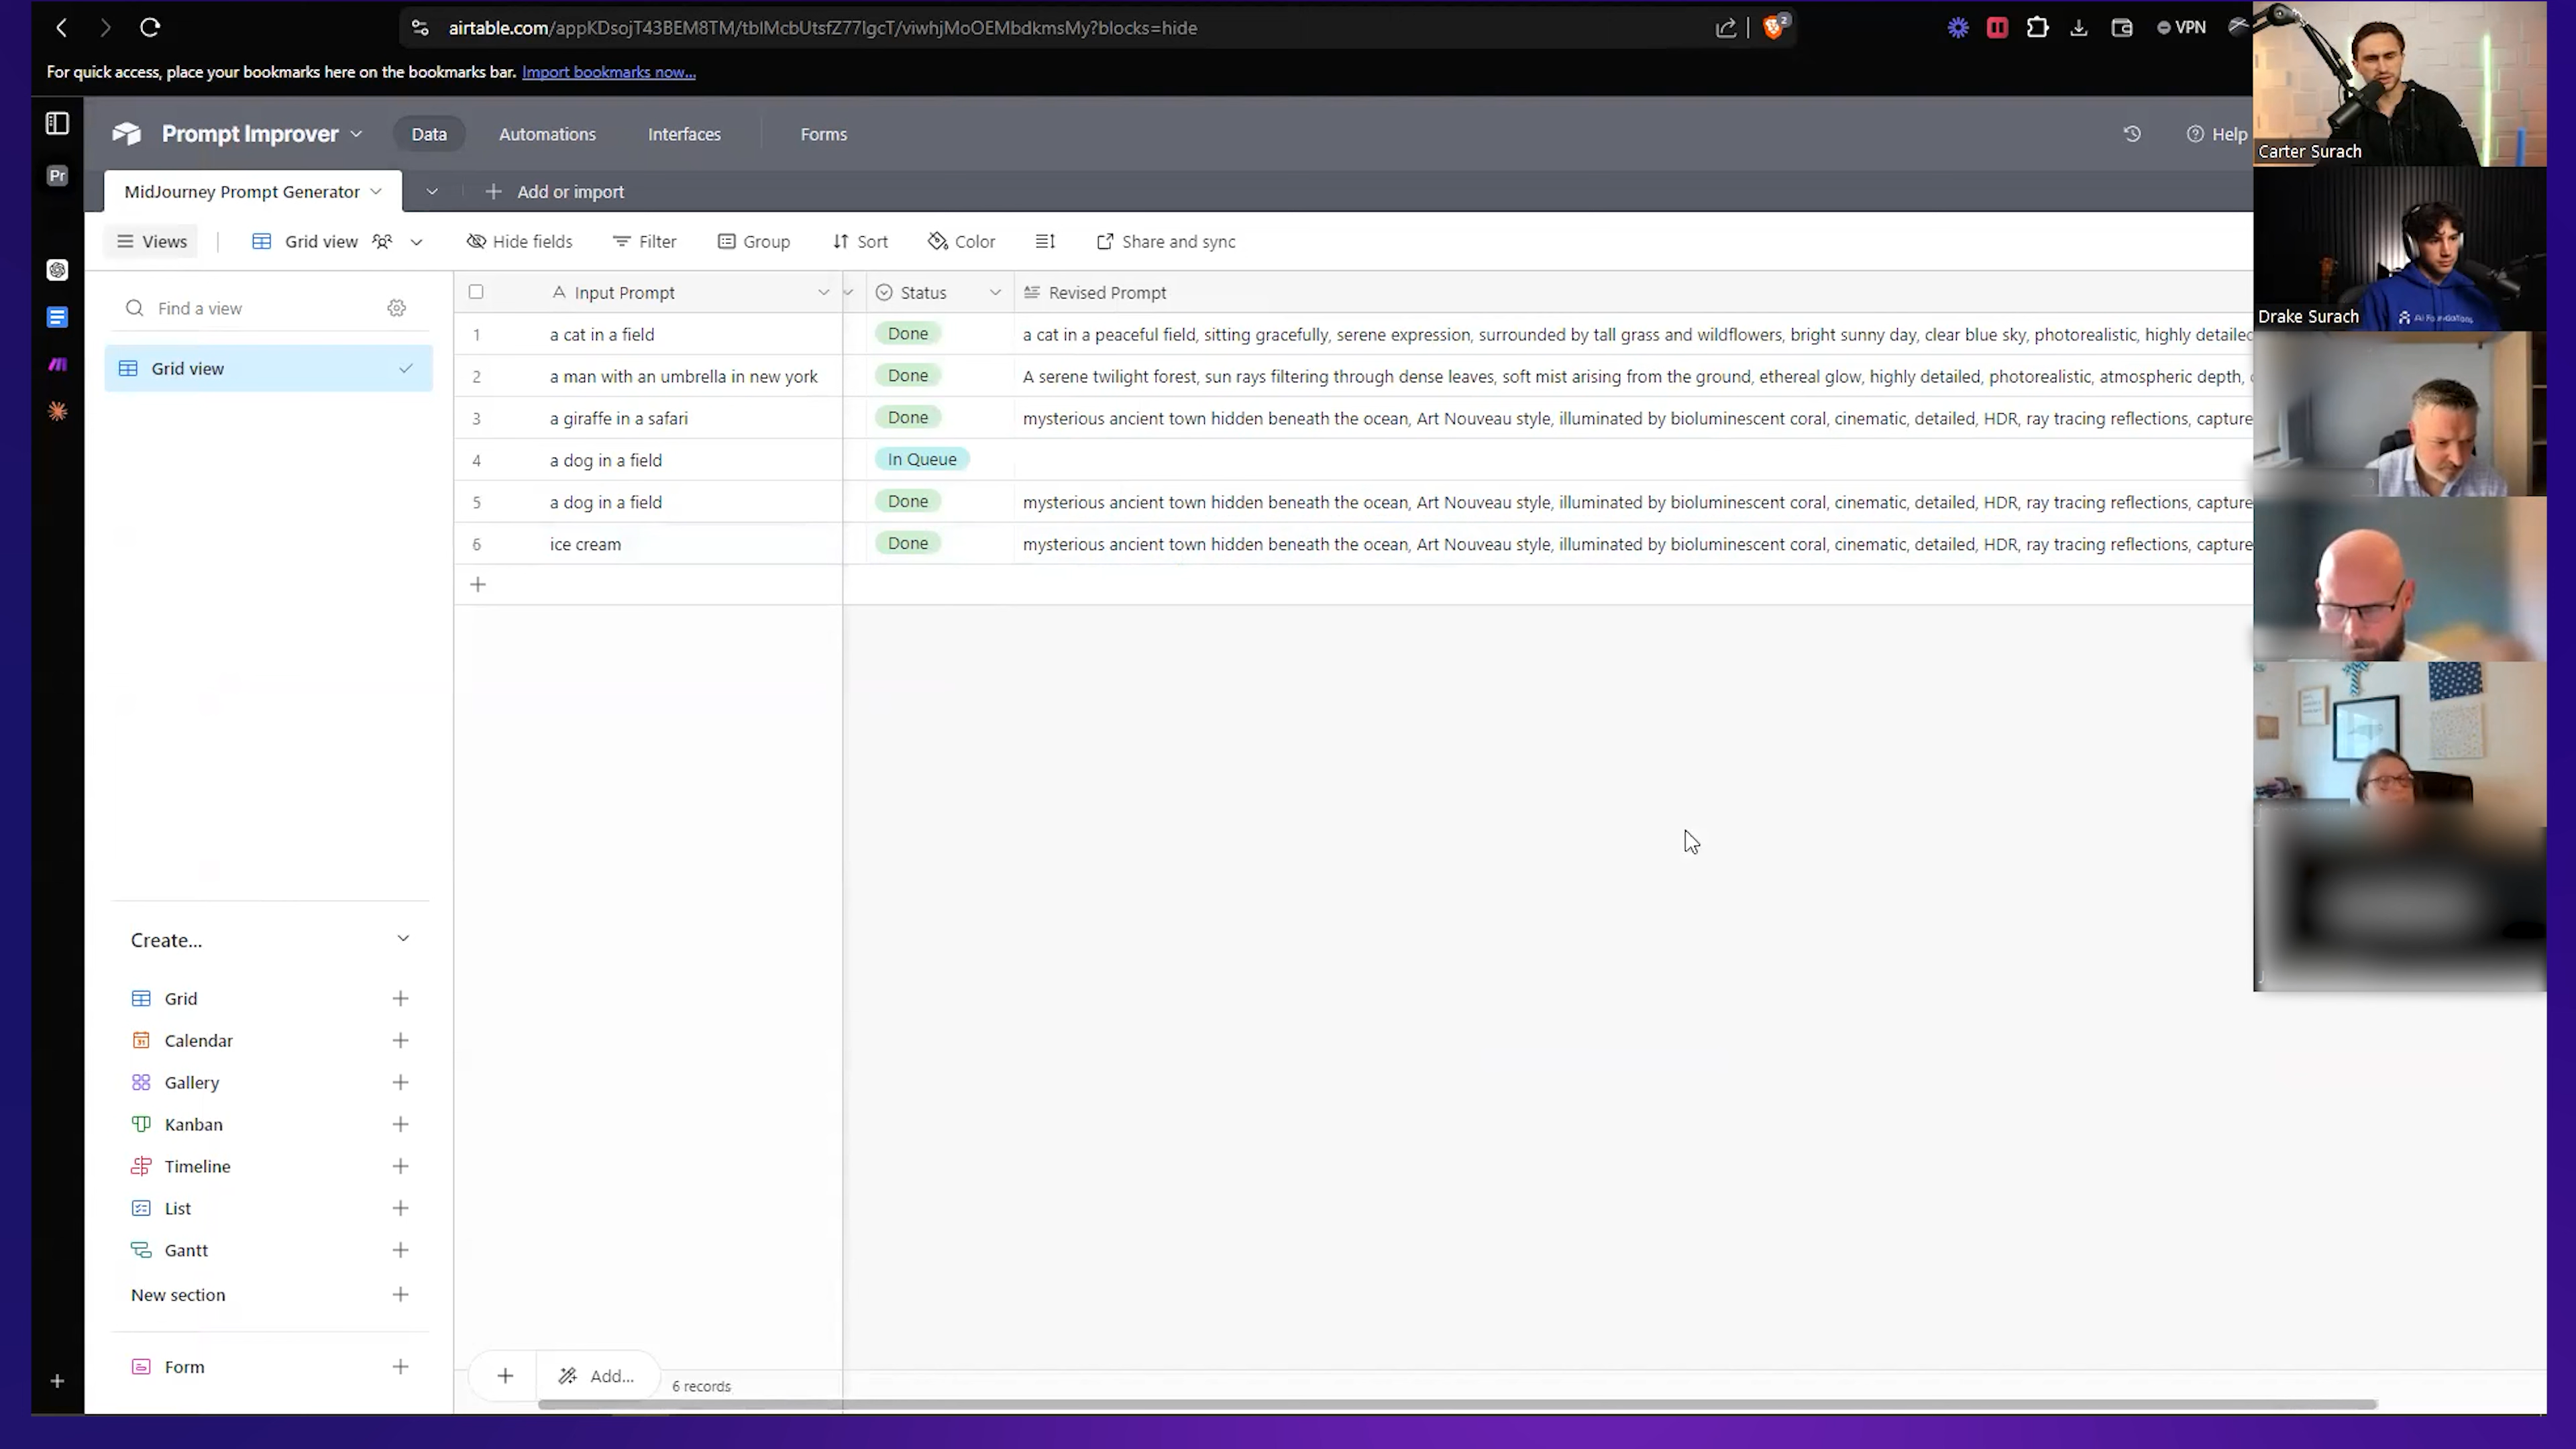 airtable.com/appKDsojT43BEM8TM/tblMcbUtsfZ77IgcT/viwhjMoOEMbdkmsMy?blocks=hide
2
VPN
For quick access, place your bookmarks here on the bookmarks bar. Import bookmarks now...
Pr
Prompt Improver
Data
Automations
Interfaces
Forms
Help
MidJourney Prompt Generator
Add or import
Views
Grid view
Hide fields
Filter
Group
Sort
Color
Share and sync
Find a view
Grid view
Input Prompt
Status
Revised Prompt
1 a cat in a field Done a cat in a peaceful field, sitting gracefully, serene expression, surrounded by tall grass and wildflowers, bright sunny day, clear blue sky, photorealistic, highly detailed
2 a man with an umbrella in new york Done A serene twilight forest, sun rays filtering through dense leaves, soft mist arising from the ground, ethereal glow, highly detailed, photorealistic, atmospheric depth,
3 a giraffe in a safari Done mysterious ancient town hidden beneath the ocean, Art Nouveau style, illuminated by bioluminescent coral, cinematic, detailed, HDR, ray tracing reflections, capture
4 a dog in a field In Queue
5 a dog in a field Done mysterious ancient town hidden beneath the ocean, Art Nouveau style, illuminated by bioluminescent coral, cinematic, detailed, HDR, ray tracing reflections, capture
6 ice cream Done mysterious ancient town hidden beneath the ocean, Art Nouveau style, illuminated by bioluminescent coral, cinematic, detailed, HDR, ray tracing reflections, capture
Create...
Grid
Calendar
Gallery
Kanban
Timeline
List
Gantt
New section
Form
Add...
6 records
Carter Surach
Drake Surach
AI Foundations
J